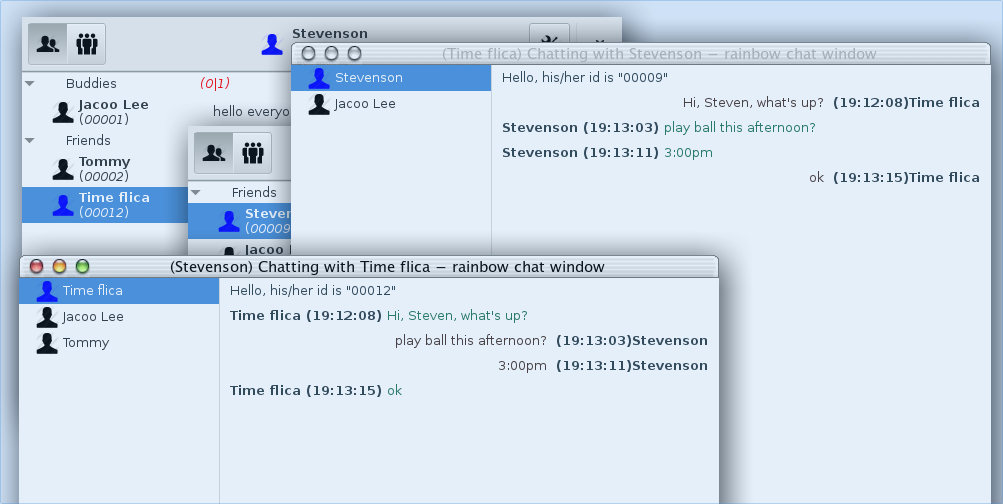 Stevenson
Buddies (0|1)
Jacoo Lee
(00001)
hello everyo
Friends
Tommy
(00002)
Time flica
(00012)
Friends
Steven
(00009
Jacoo
(Time flica) Chatting with Stevenson − rainbow chat window
Stevenson
Jacoo Lee
Hello, his/her id is "00009"
Hi, Steven, what's up? (19:12:08)Time flica
Stevenson (19:13:03) play ball this afternoon?
Stevenson (19:13:11) 3:00pm
ok (19:13:15)Time flica
(Stevenson) Chatting with Time flica − rainbow chat window
Time flica
Jacoo Lee
Tommy
Hello, his/her id is "00012"
Time flica (19:12:08) Hi, Steven, what's up?
play ball this afternoon? (19:13:03)Stevenson
3:00pm (19:13:11)Stevenson
Time flica (19:13:15) ok